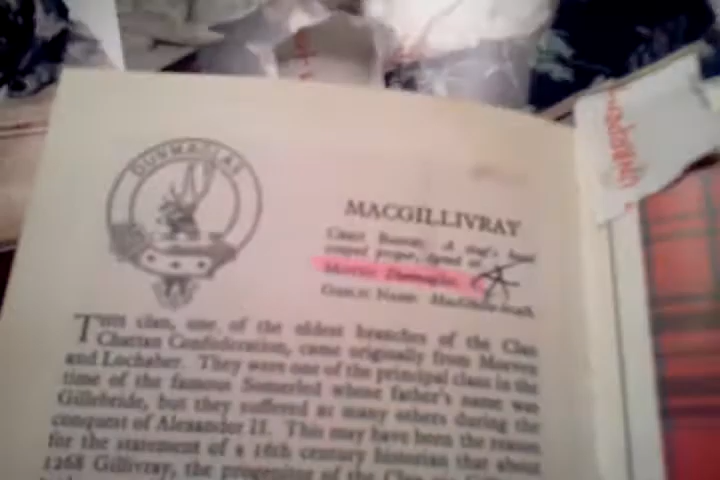 DUNMAGLAS
MACGILLIVRAY
Crest Badge: A stag's head
couped proper, tyned or.
Motto: Dunmaglas.
Gaelic Name: MacGhille-bhràth
This clan, one of the oldest branches of the Clan
Chattan Confederation, came originally from Morven
and Lochaber. They were one of the principal clans in the
time of the famous Somerled whose father's name was
Gillebride, but they suffered as many others during the
conquest of Alexander II. This may have been the reason
for the statement of a 16th century historian that about
1268 Gillivray, the progenitor of the Clan